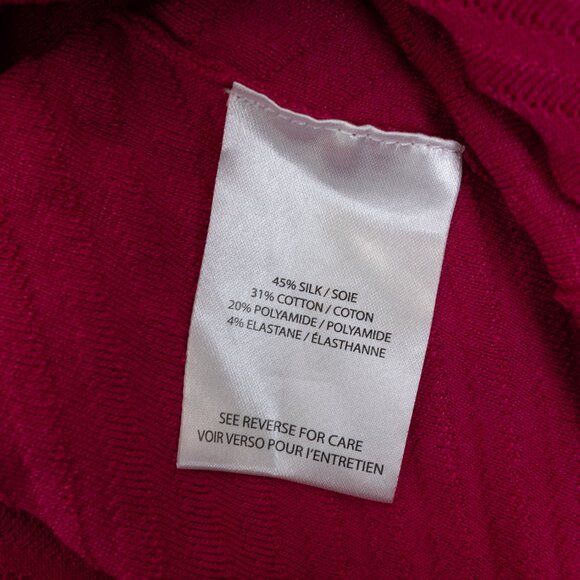 45% SILK / SOIE
31% COTTON / COTON
20% POLYAMIDE / POLYAMIDE
4% ELASTANE / ÉLASTHANNE
SEE REVERSE FOR CARE
VOIR VERSO POUR l'ENTRETIEN